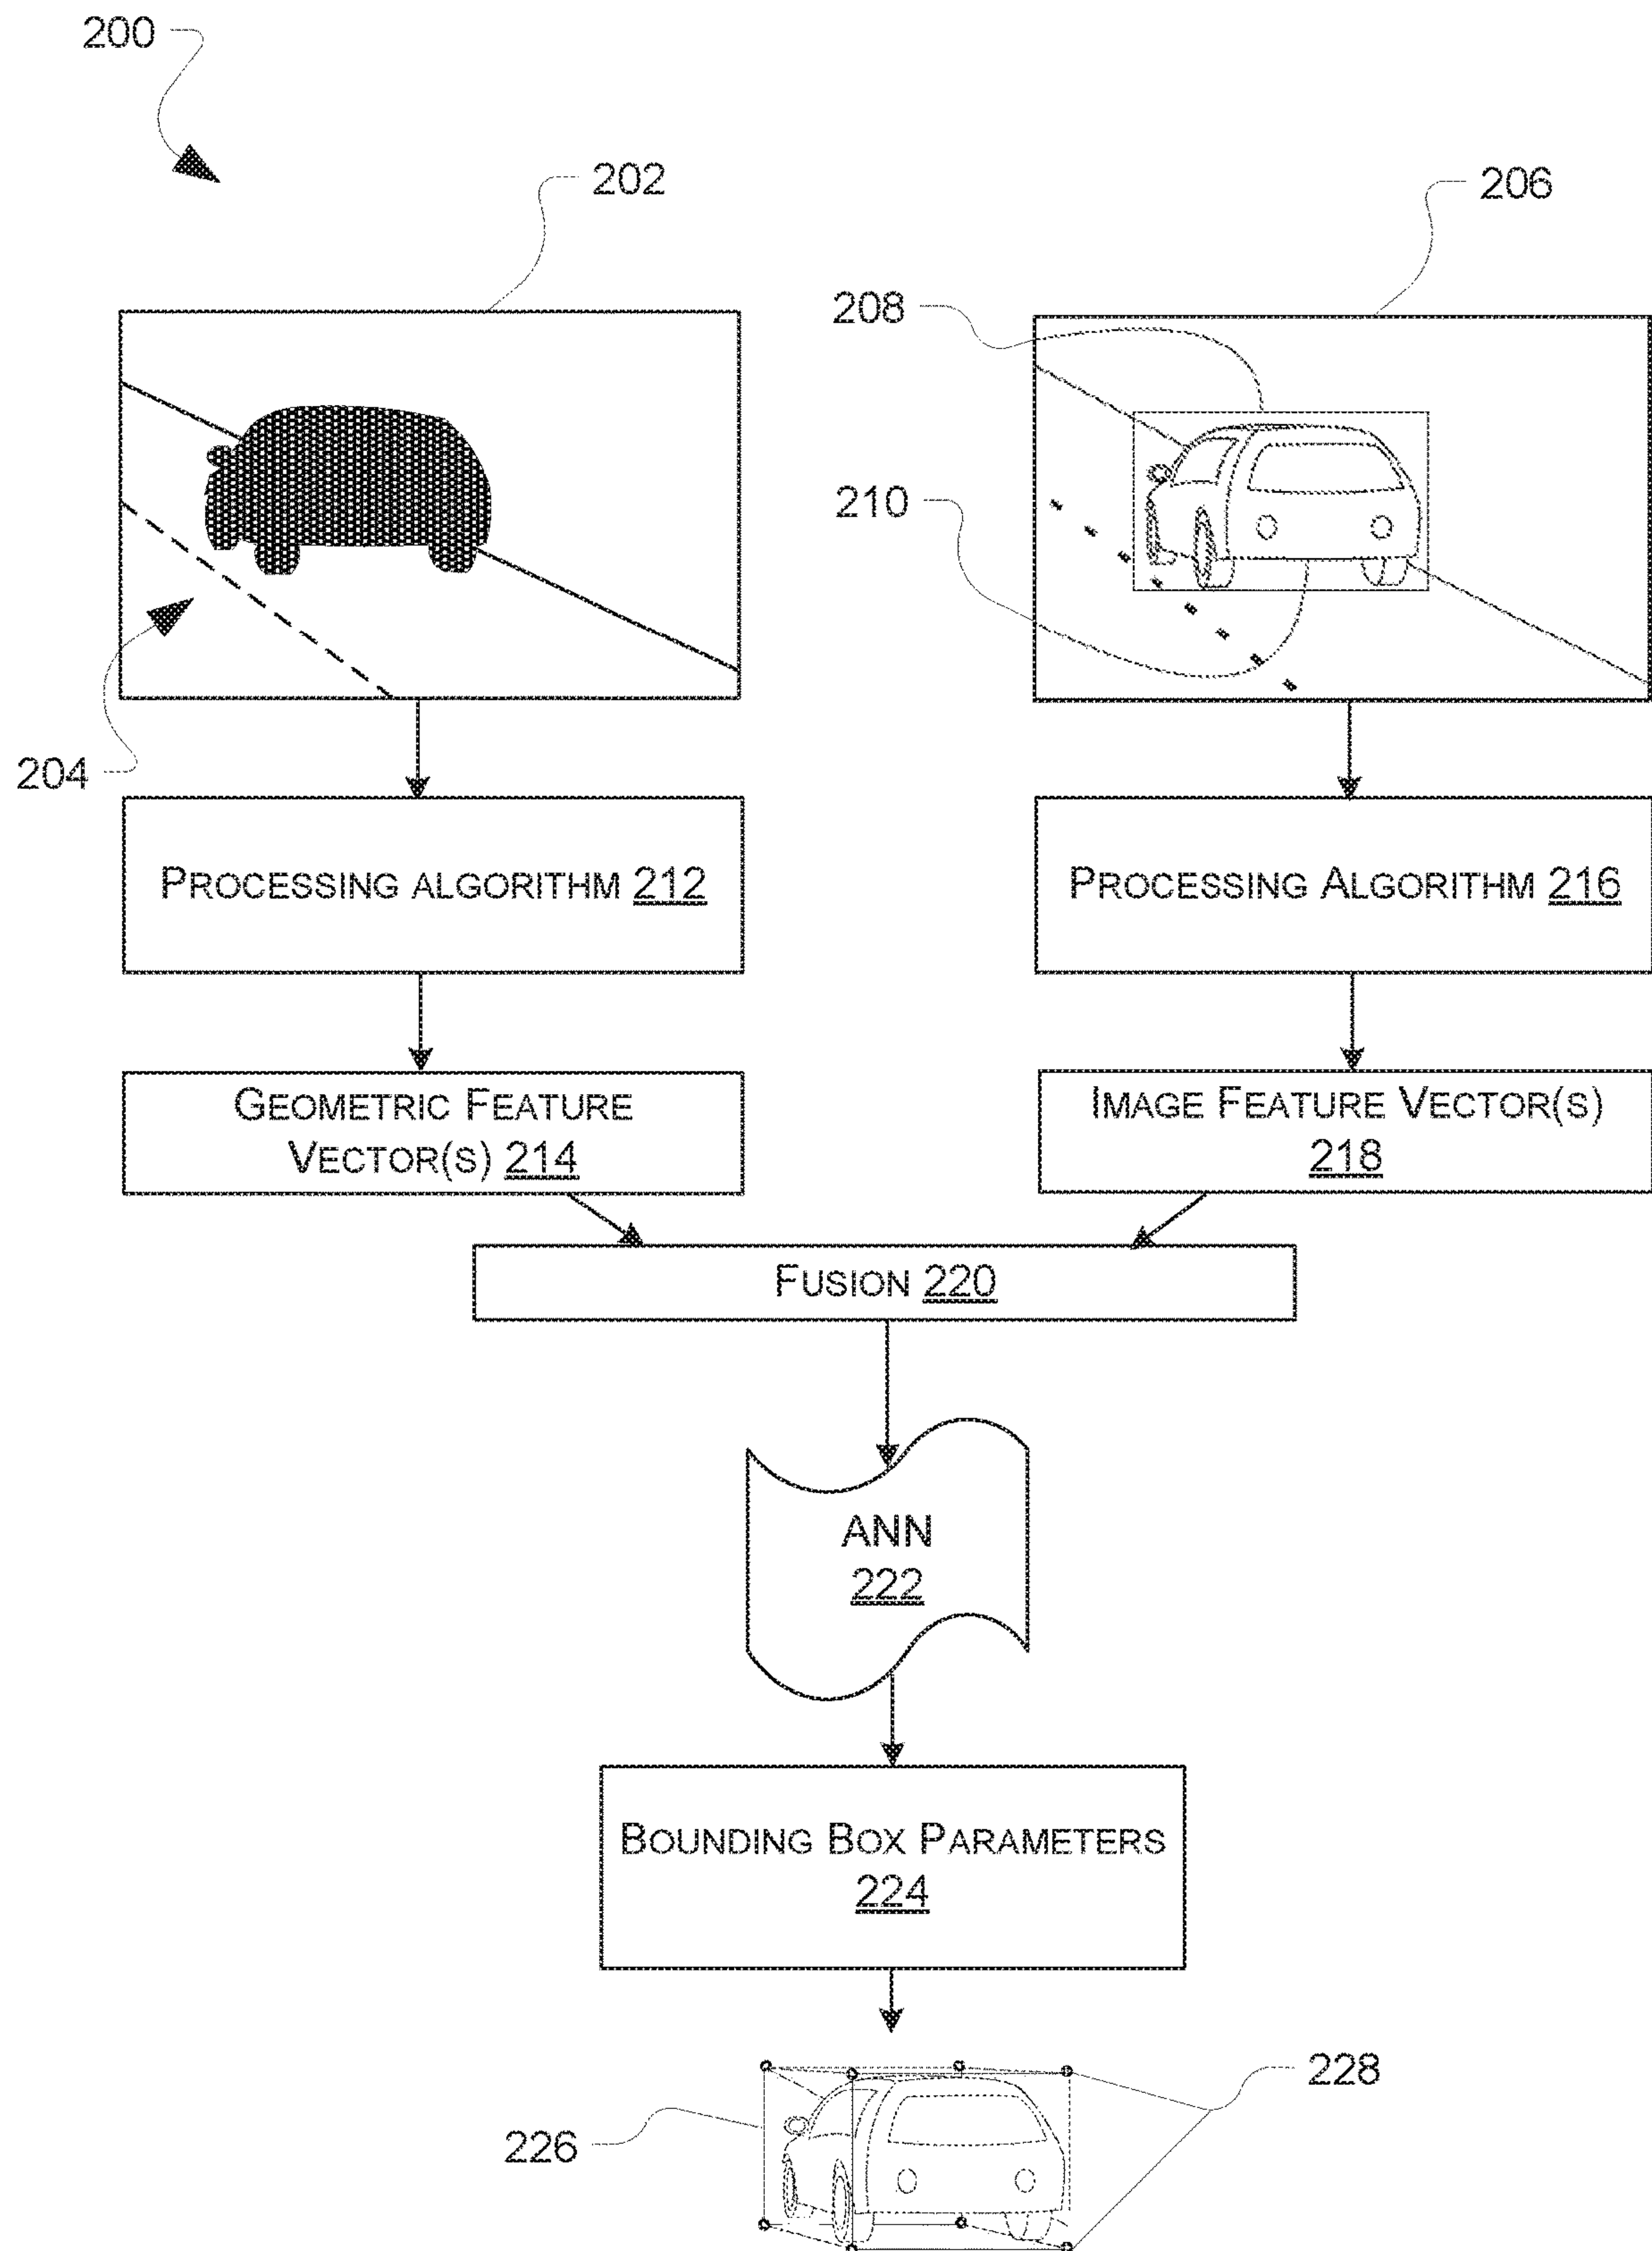 200
202
206
208
210
204
PROCESSING ALGORITHM 212
PROCESSING ALGORITHM 216
GEOMETRIC FEATURE
VECTOR(S) 214
IMAGE FEATURE VECTOR(S)
218
FUSION 220
ANN
222
BOUNDING BOX PARAMETERS
224
228
226